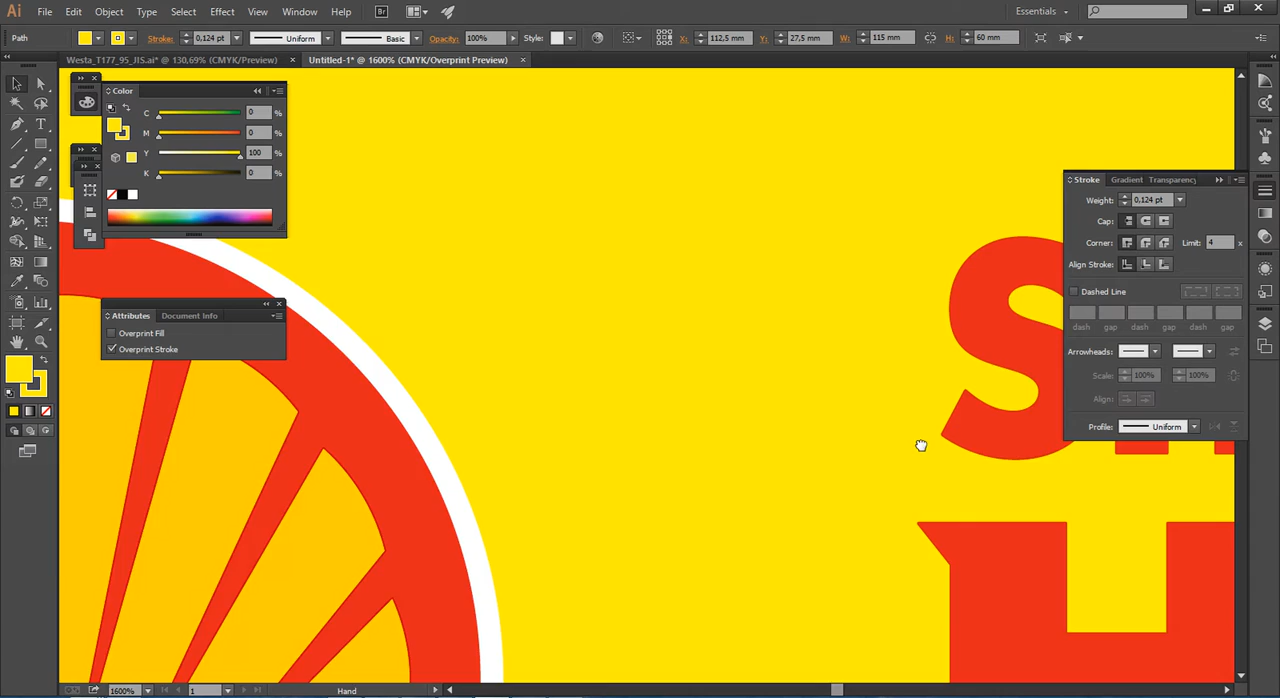 Ai File Edit Object Type Select Effect View Window Help Br Essentials
Path Stroke: 0,124 pt Uniform Basic Opacity: 100% Style: X: 112,5 mm Y: 27,5 mm W: 115 mm H: 60 mm
Westa_T177_95_JIS.ai* @ 130,69% (CMYK/Preview) × Untitled-1* @ 1600% (CMYK/Overprint Preview) ×
Color
C 0 %
M 0 %
Y 100 %
K 0 %
Attributes Document Info
Overprint Fill
Overprint Stroke
Stroke Gradient Transparency
Weight: 0,124 pt
Cap:
Corner: Limit: 4 x
Align Stroke:
Dashed Line
dash gap dash gap dash gap
Arrowheads:
Scale: 100% 100%
Align:
Profile: Uniform
S
1600% 1 Hand